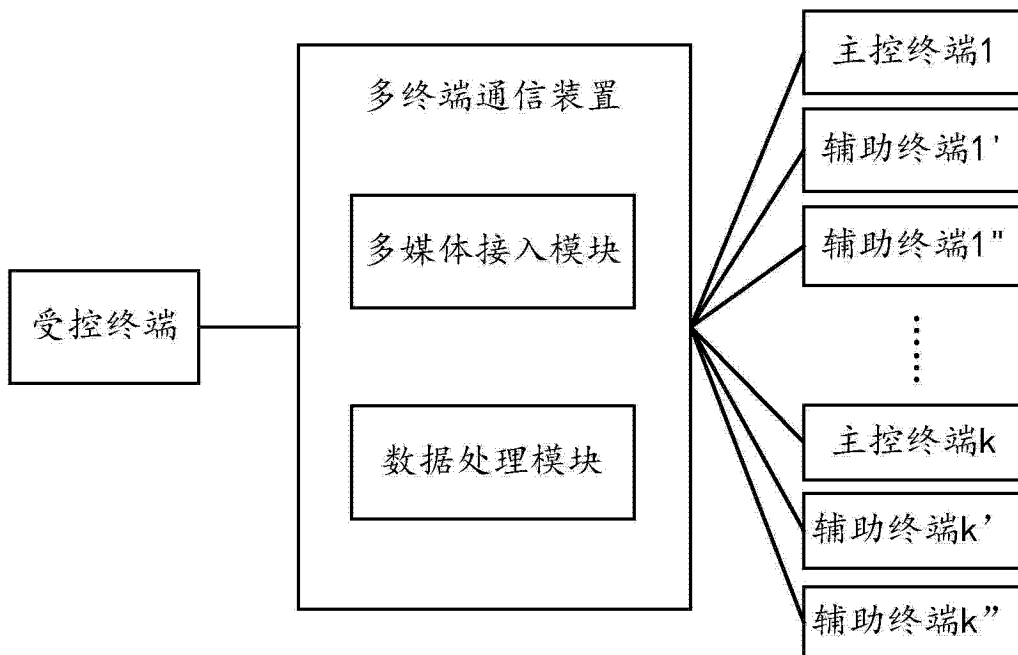 受控终端
多终端通信装置
多媒体接入模块
数据处理模块
主控终端1
辅助终端1'
辅助终端1"
······
主控终端k
辅助终端k’
辅助终端k”